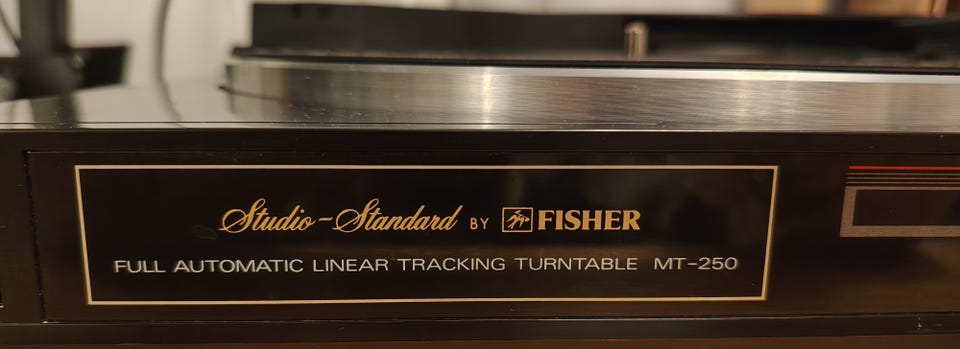 Studio-Standard BY FISHER
FULL AUTOMATIC LINEAR TRACKING TURNTABLE MT-250